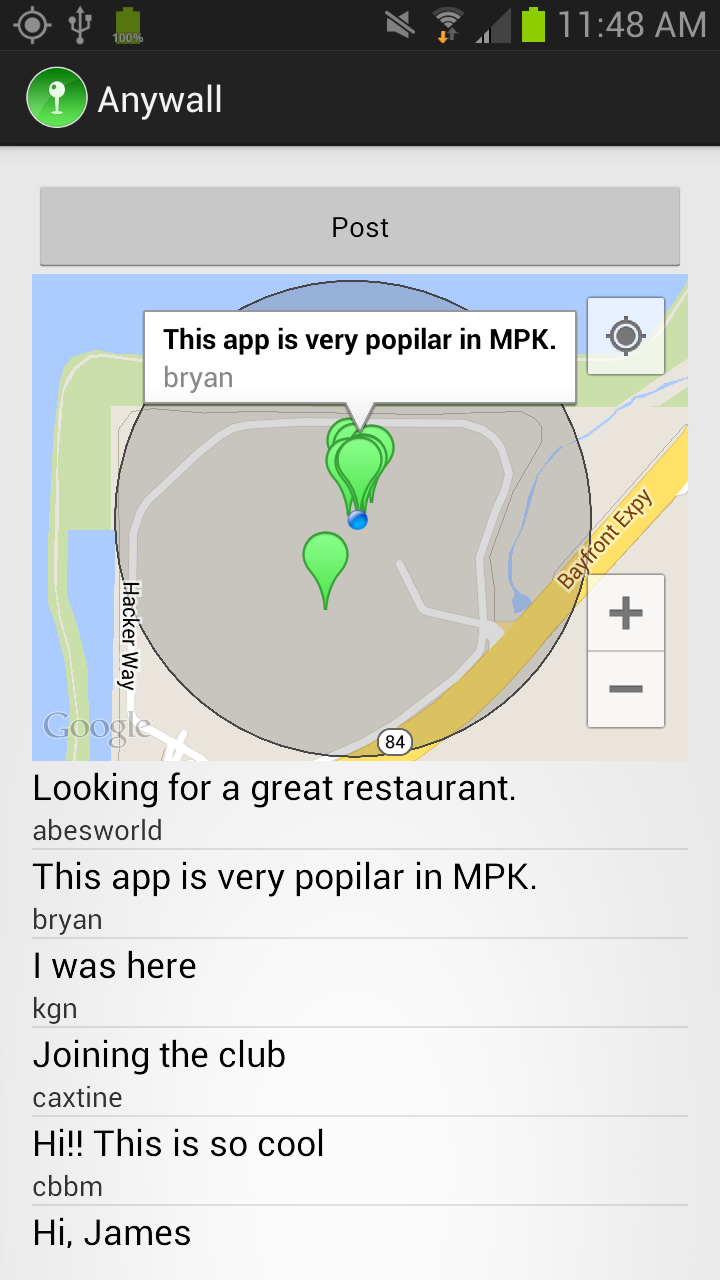 100%
11:48 AM
Anywall
Post
This app is very popilar in MPK.
bryan
Bayfront Expy
Hacker Way
Google
84
Looking for a great restaurant.
abesworld
This app is very popilar in MPK.
bryan
I was here
kgn
Joining the club
caxtine
Hi!! This is so cool
cbbm
Hi, James